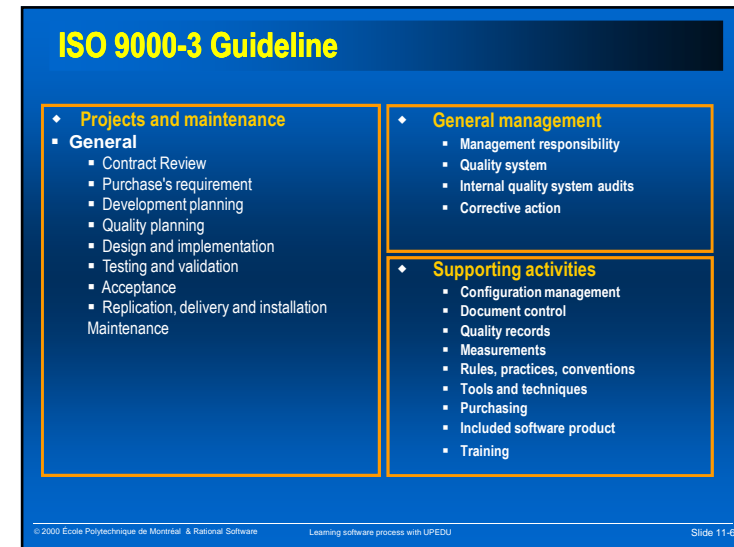 ISO 9000-3 Guideline
◆ Projects and maintenance
▪ General
▪ Contract Review
▪ Purchase's requirement
▪ Development planning
▪ Quality planning
▪ Design and implementation
▪ Testing and validation
▪ Acceptance
▪ Replication, delivery and installation
Maintenance
◆ General management
▪ Management responsibility
▪ Quality system
▪ Internal quality system audits
▪ Corrective action
◆ Supporting activities
▪ Configuration management
▪ Document control
▪ Quality records
▪ Measurements
▪ Rules, practices, conventions
▪ Tools and techniques
▪ Purchasing
▪ Included software product
▪ Training
© 2000 École Polytechnique de Montréal & Rational Software
Learning software process with UPEDU
Slide 11-6